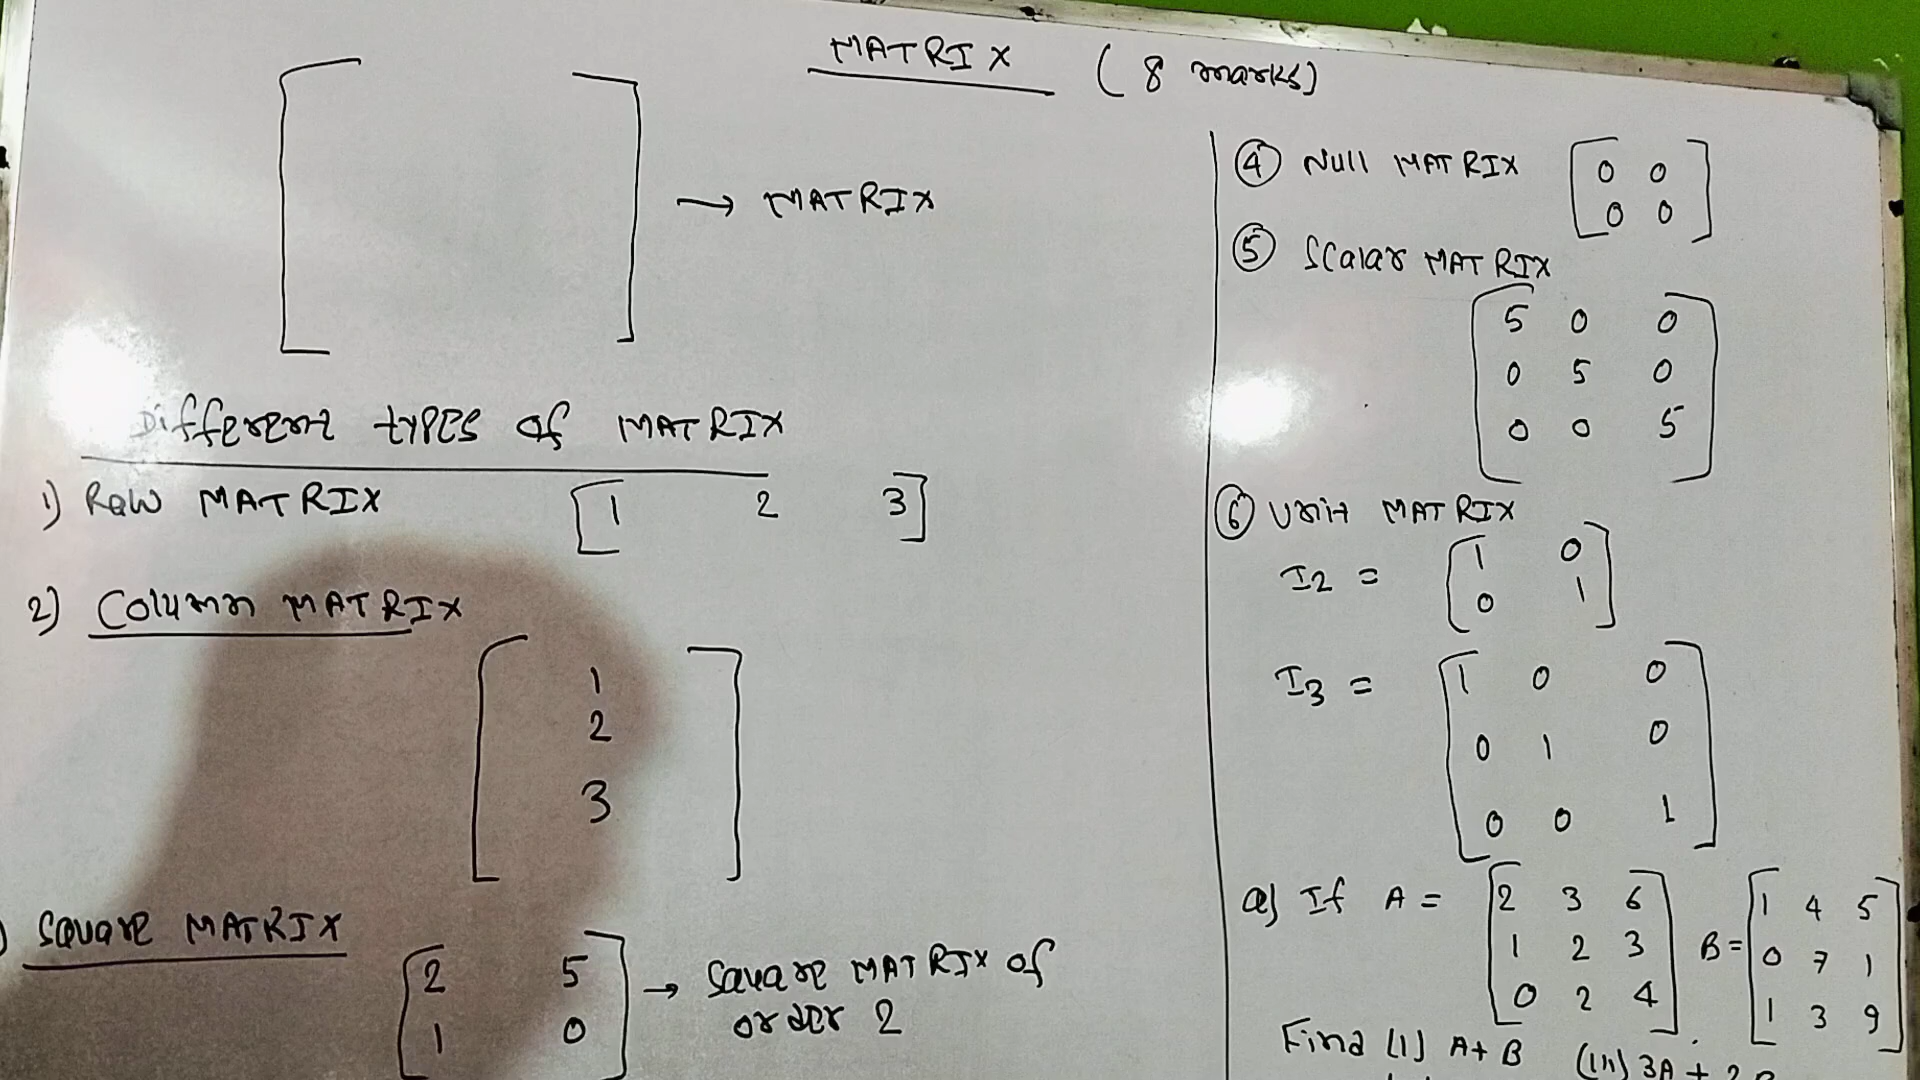 MATRIX (8 marks)
→ MATRIX
Different types of MATRIX
1) Raw MATRIX [1 2 3]
2) Column MATRIX
1
2
3
) Square MATRIX
2 5
1 0
→ Square MATRIX of
order 2
④ Null MATRIX
0 0
0 0
⑤ Scalar MATRIX
5 0 0
0 5 0
0 0 5
⑥ Unit MATRIX
I2 =
1 0
0 1
I3 =
1 0 0
0 1 0
0 0 1
Q) If A =
2 3 6
1 2 3
0 2 4
B =
1 4 5
0 7 1
1 3 9
Find (i) A+B (iii) 3A + 2